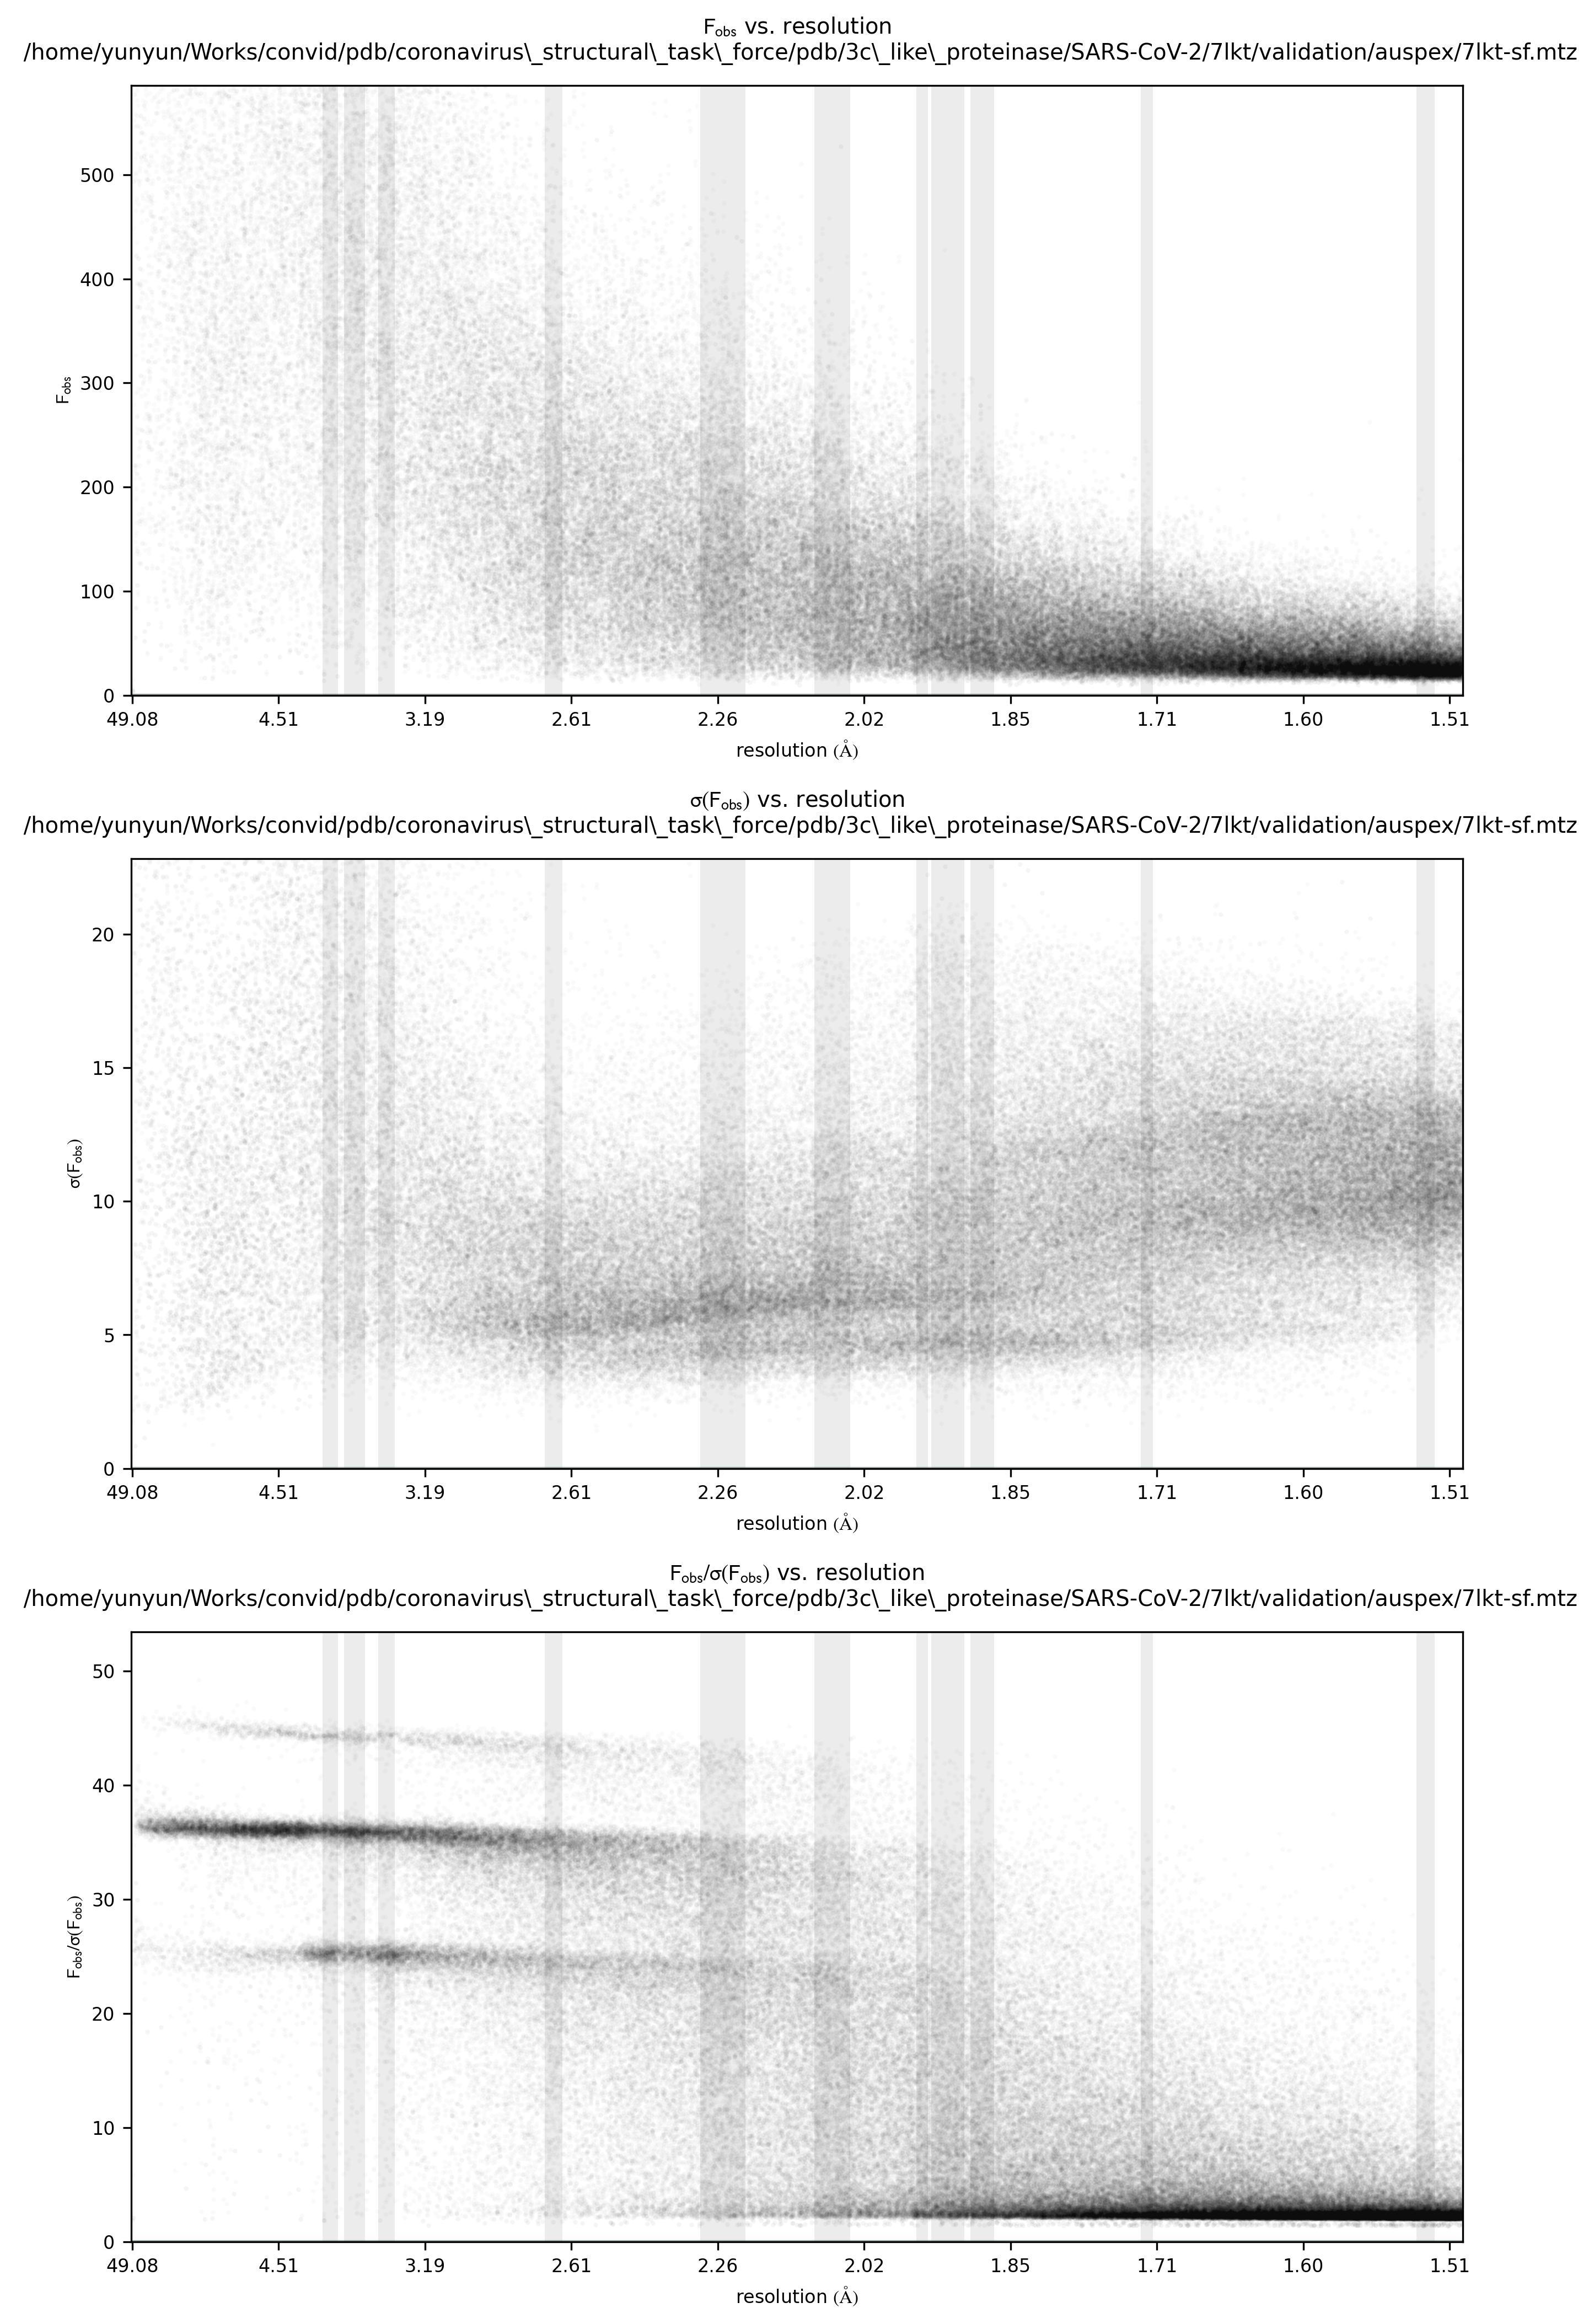 Fobs vs. resolution
/home/yunyun/Works/convid/pdb/coronavirus\_structural\_task\_force/pdb/3c\_like\_proteinase/SARS-CoV-2/7lkt/validation/auspex/7lkt-sf.mtz
500
400
300
200
100
0
Fobs
49.08 4.51 3.19 2.61 2.26 2.02 1.85 1.71 1.60 1.51
resolution (Å)
σ(Fobs) vs. resolution
/home/yunyun/Works/convid/pdb/coronavirus\_structural\_task\_force/pdb/3c\_like\_proteinase/SARS-CoV-2/7lkt/validation/auspex/7lkt-sf.mtz
20
15
10
5
0
σ(Fobs)
49.08 4.51 3.19 2.61 2.26 2.02 1.85 1.71 1.60 1.51
resolution (Å)
Fobs/σ(Fobs) vs. resolution
/home/yunyun/Works/convid/pdb/coronavirus\_structural\_task\_force/pdb/3c\_like\_proteinase/SARS-CoV-2/7lkt/validation/auspex/7lkt-sf.mtz
50
40
30
20
10
0
Fobs/σ(Fobs)
49.08 4.51 3.19 2.61 2.26 2.02 1.85 1.71 1.60 1.51
resolution (Å)